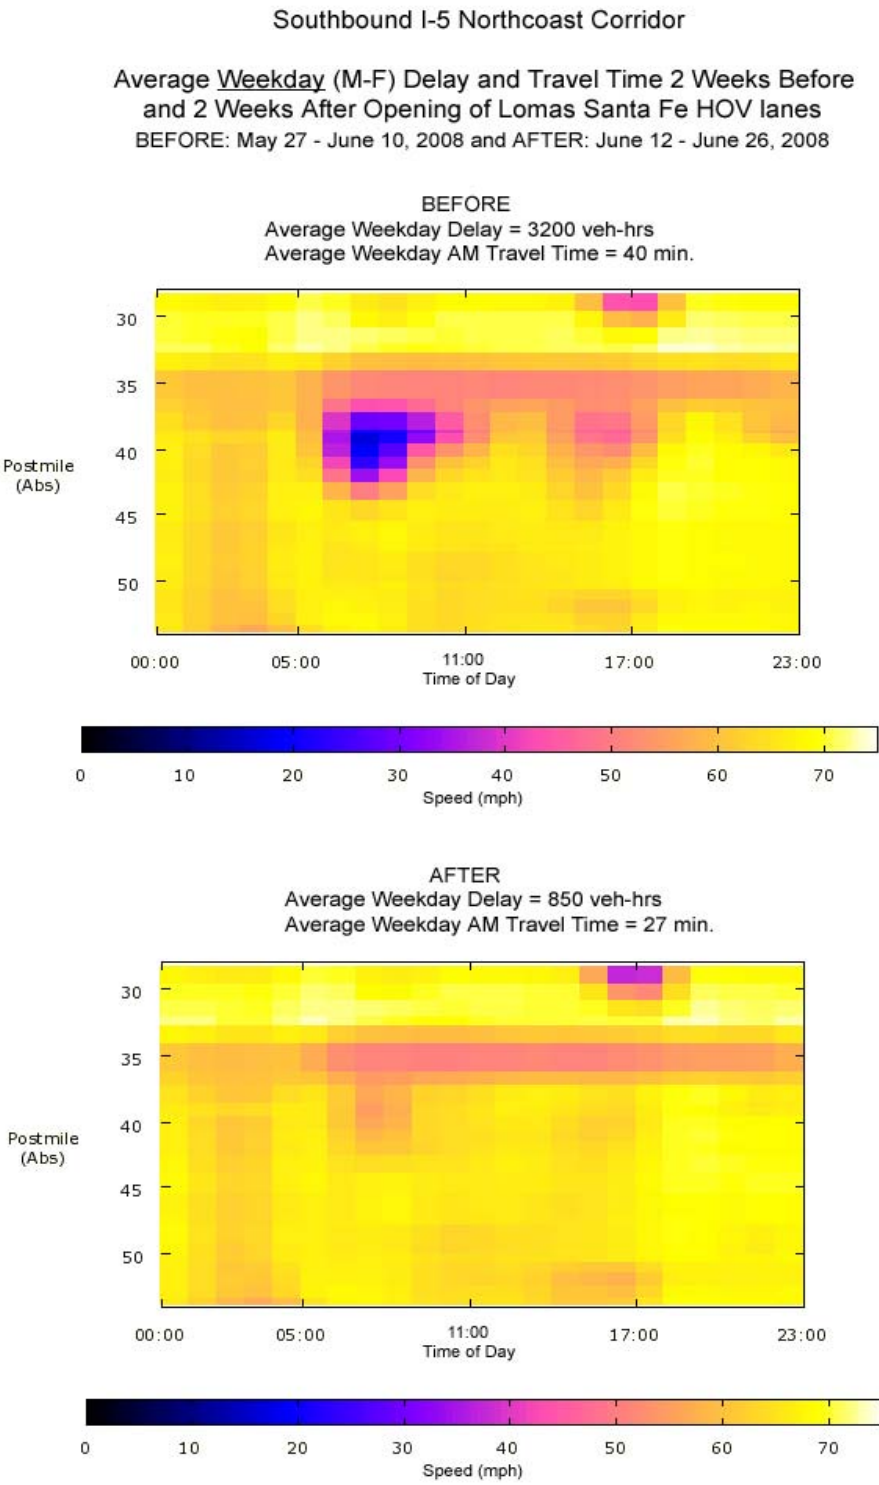 Southbound I-5 Northcoast Corridor
Average Weekday (M-F) Delay and Travel Time 2 Weeks Before
and 2 Weeks After Opening of Lomas Santa Fe HOV lanes
BEFORE: May 27 - June 10, 2008 and AFTER: June 12 - June 26, 2008
BEFORE
Average Weekday Delay = 3200 veh-hrs
Average Weekday AM Travel Time = 40 min.
30
35
40
Postmile
(Abs)
45
50
00:00 05:00 11:00 17:00 23:00
Time of Day
0 10 20 30 40 50 60 70
Speed (mph)
AFTER
Average Weekday Delay = 850 veh-hrs
Average Weekday AM Travel Time = 27 min.
30
35
40
Postmile
(Abs)
45
50
00:00 05:00 11:00 17:00 23:00
Time of Day
0 10 20 30 40 50 60 70
Speed (mph)